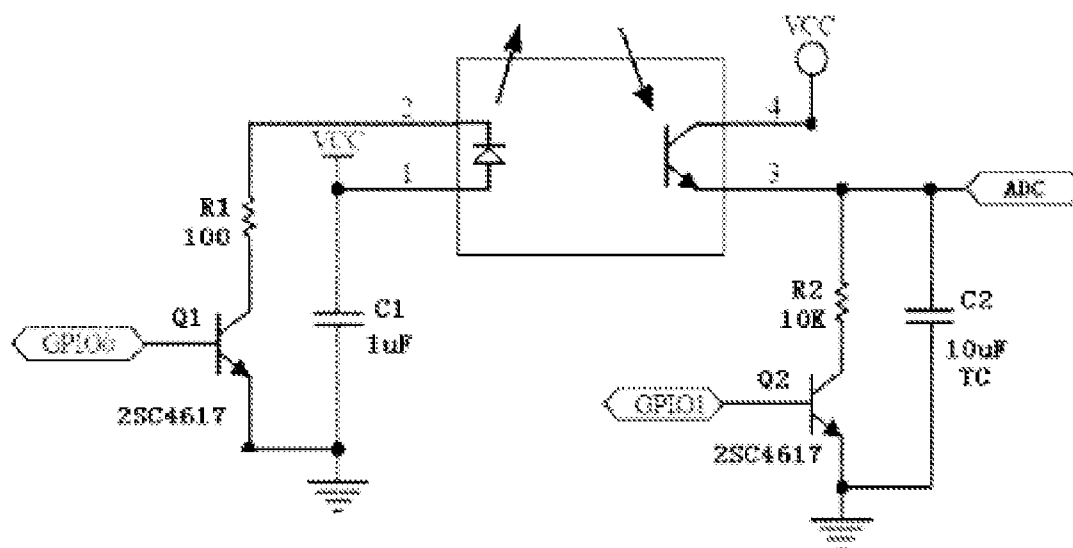 VCC
2
4
VCC
1
3
ADC
R1
100
R2
10K
C2
10uF
TC
Q1
C1
1uF
GPIO0
Q2
GPIO1
2SC4617
2SC4617